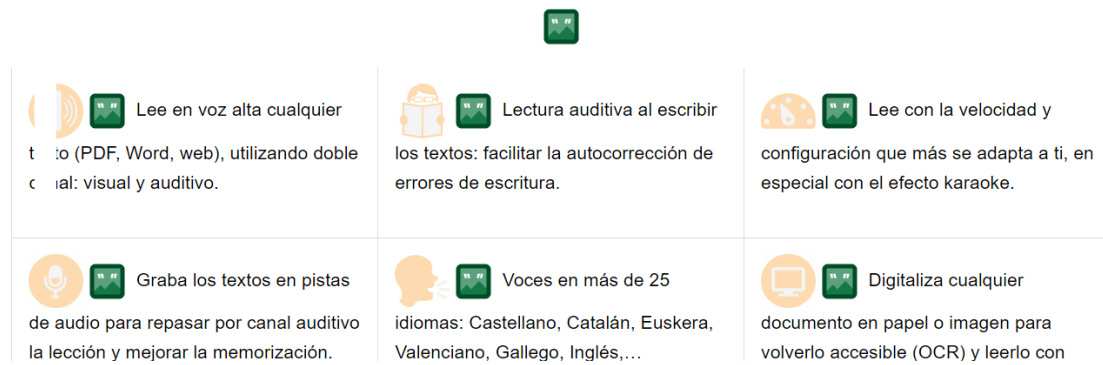 Lee en voz alta cualquier
(PDF, Word, web), utilizando doble
visual y auditivo.
Lectura auditiva al escribir
los textos: facilitar la autocorrección de
errores de escritura.
Lee con la velocidad y
configuración que más se adapta a ti, en
especial con el efecto karaoke.
Graba los textos en pistas
de audio para repasar por canal auditivo
la lección y mejorar la memorización.
Voces en más de 25
idiomas: Castellano, Catalán, Euskera,
Valenciano, Gallego, Inglés,…
Digitaliza cualquier
documento en papel o imagen para
volverlo accesible (OCR) y leerlo con